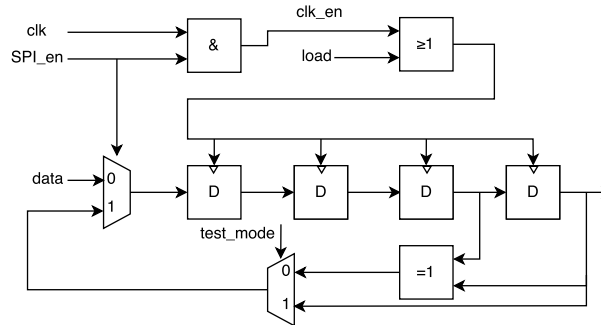 clk_en
clk
&
≥1
SPI_en
load
data
0
1
D
D
D
D
test_mode
0
1
=1